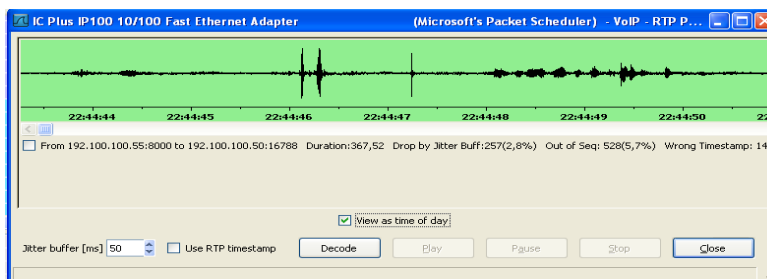 IC Plus IP100 10/100 Fast Ethernet Adapter (Microsoft's Packet Scheduler) - VoIP - RTP P...
22:44:44 22:44:45 22:44:46 22:44:47 22:44:48 22:44:49 22:44:50 22
From 192.100.100.55:8000 to 192.100.100.50:16788 Duration:367,52 Drop by Jitter Buff:257(2,8%) Out of Seq: 528(5,7%) Wrong Timestamp: 14
View as time of day
Jitter buffer [ms] 50 Use RTP timestamp Decode Play Pause Stop Close